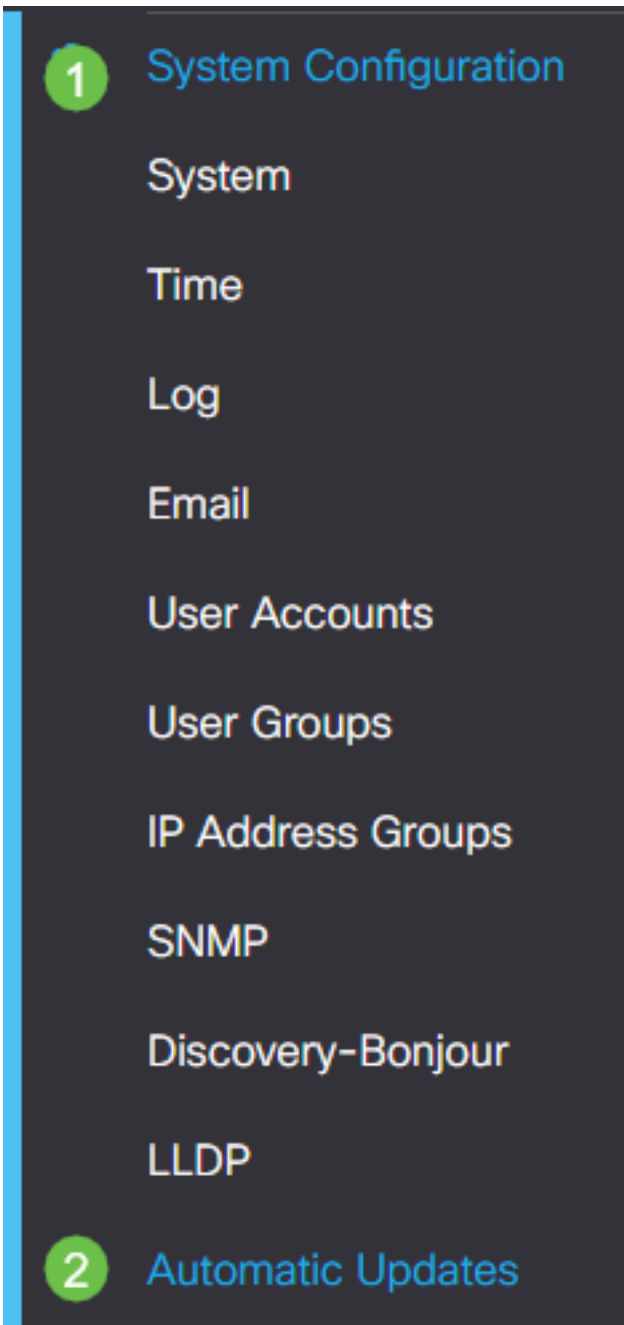 1 System Configuration
System
Time
Log
Email
User Accounts
User Groups
IP Address Groups
SNMP
Discovery-Bonjour
LLDP
2 Automatic Updates